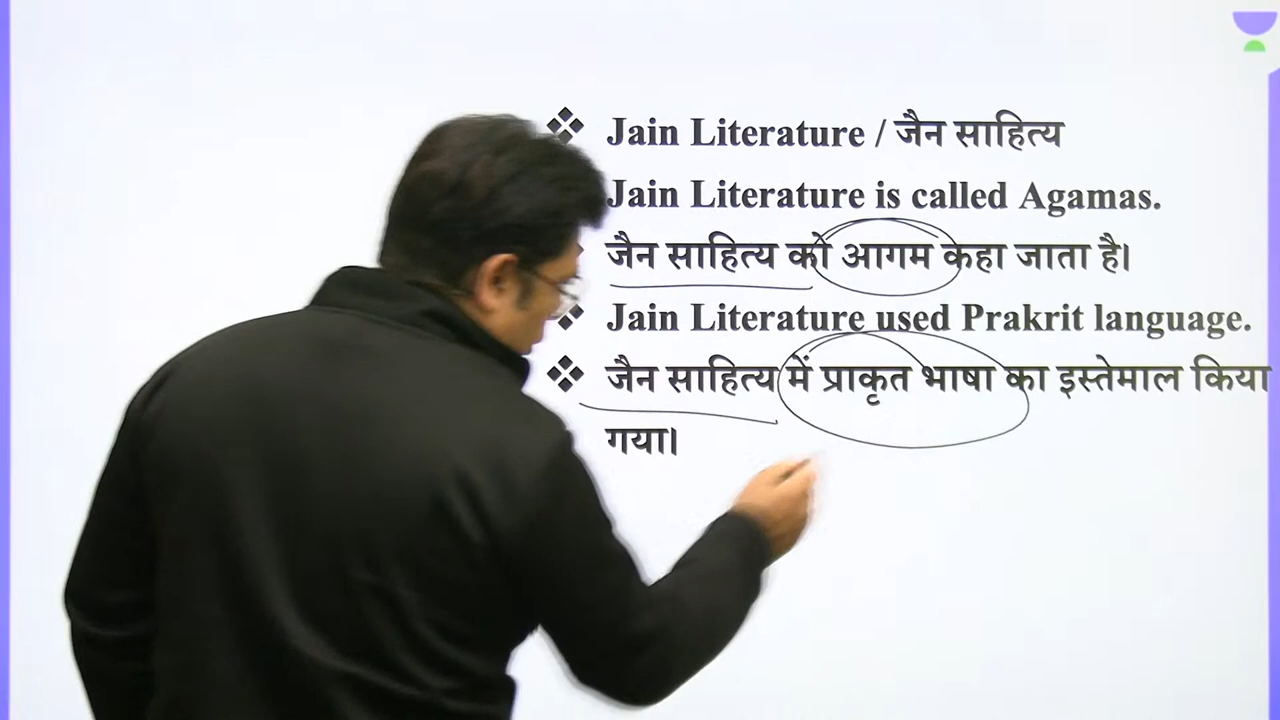 Jain Literature / जैन साहित्य
Jain Literature is called Agamas.
जैन साहित्य को आगम कहा जाता है।
Jain Literature used Prakrit language.
जैन साहित्य में प्राकृत भाषा का इस्तेमाल किया
गया।